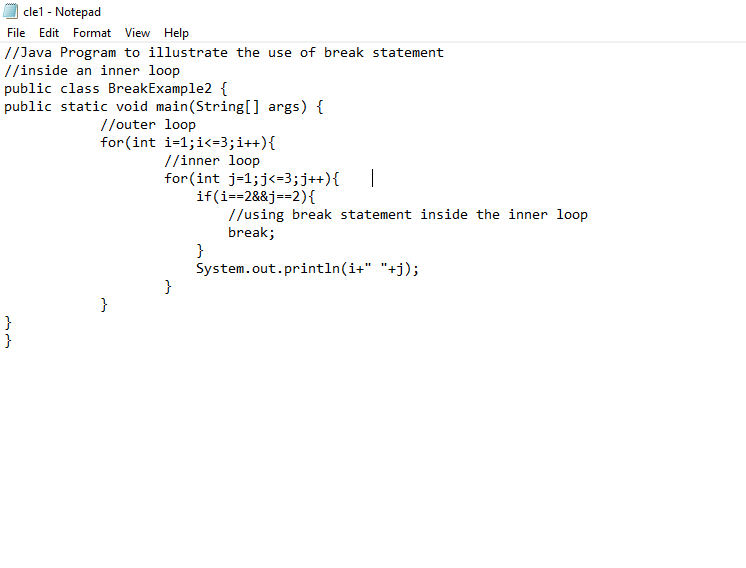 cle1 - Notepad
File Edit Format View Help
//Java Program to illustrate the use of break statement
//inside an inner loop
public class BreakExample2 {
public static void main(String[] args) {
            //outer loop
            for(int i=1;i<=3;i++){
                    //inner loop
                    for(int j=1;j<=3;j++){
                        if(i==2&&j==2){
                            //using break statement inside the inner loop
                            break;
                        }
                        System.out.println(i+" "+j);
                    }
            }
}
}